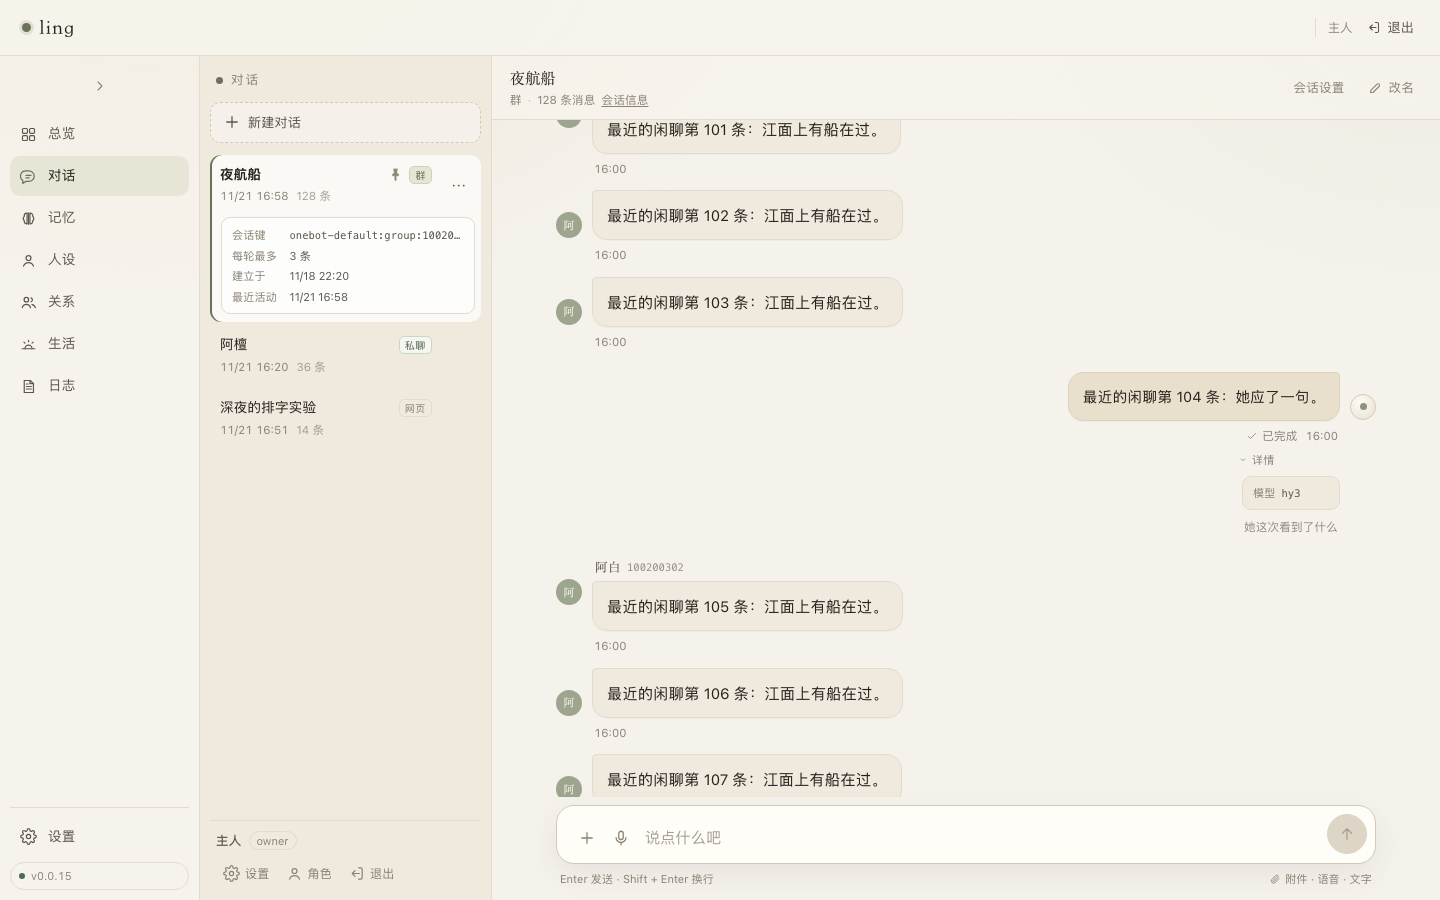 ling
主人 退出
总览
对话
记忆
人设
关系
生活
日志
设置
v0.0.15
对话
新建对话
夜航船 群 ...
11/21 16:58 128 条
会话键 onebot-default:group:10020…
每轮最多 3 条
建立于 11/18 22:20
最近活动 11/21 16:58
阿檀 私聊
11/21 16:20 36 条
深夜的排字实验 网页
11/21 16:51 14 条
主人 owner
设置 角色 退出
夜航船
群 · 128 条消息 会话信息
会话设置 改名
最近的闲聊第 101 条：江面上有船在过。
16:00
阿 最近的闲聊第 102 条：江面上有船在过。
16:00
阿 最近的闲聊第 103 条：江面上有船在过。
16:00
最近的闲聊第 104 条：她应了一句。
已完成 16:00
详情
模型 hy3
她这次看到了什么
阿白 100200302
阿 最近的闲聊第 105 条：江面上有船在过。
16:00
阿 最近的闲聊第 106 条：江面上有船在过。
16:00
阿 最近的闲聊第 107 条：江面上有船在过。
说点什么吧
Enter 发送 · Shift + Enter 换行
附件 · 语音 · 文字